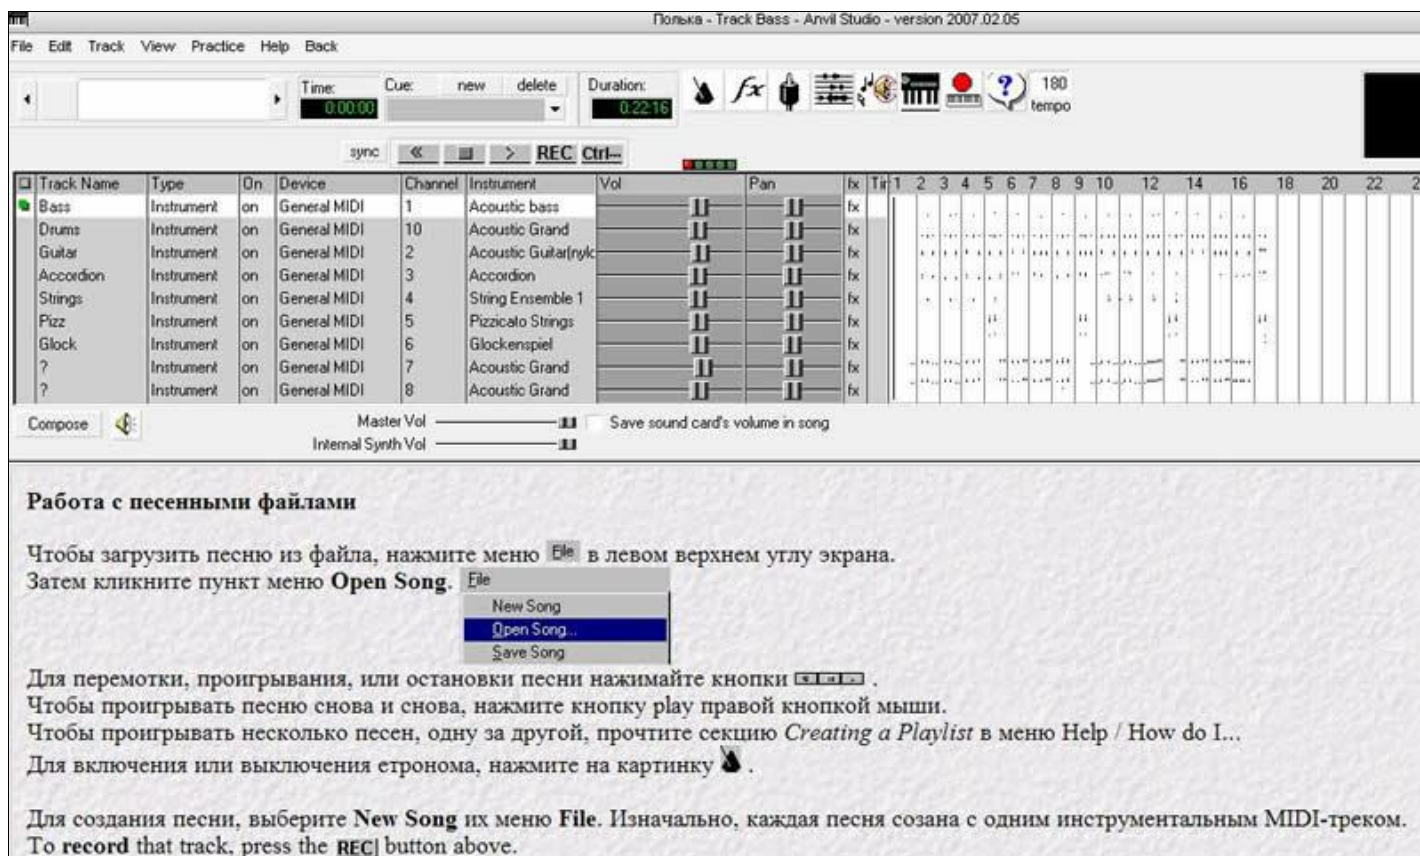 Полька - Track Bass - Anvil Studio - version 2007.02.05
File Edit Track View Practice Help Back
Time: Cue: new delete Duration: 180
0:00:00 0:22:16 tempo
sync REC Ctrl--
Track Name Type On Device Channel Instrument Vol Pan fx Tir 1 2 3 4 5 6 7 8 9 10 12 14 16 18 20 22 2
Bass Instrument on General MIDI 1 Acoustic bass fx
Drums Instrument on General MIDI 10 Acoustic Grand fx
Guitar Instrument on General MIDI 2 Acoustic Guitar(nylc fx
Accordion Instrument on General MIDI 3 Accordion fx
Strings Instrument on General MIDI 4 String Ensemble 1 fx
Pizz Instrument on General MIDI 5 Pizzicato Strings fx
Glock Instrument on General MIDI 6 Glockenspiel fx
? Instrument on General MIDI 7 Acoustic Grand fx
? Instrument on General MIDI 8 Acoustic Grand fx
Compose Master Vol Save sound card's volume in song
Internal Synth Vol
Работа с песенными файлами
Чтобы загрузить песню из файла, нажмите меню File в левом верхнем углу экрана.
Затем кликните пункт меню Open Song. File
New Song
Open Song...
Save Song
Для перемотки, проигрывания, или остановки песни нажимайте кнопки .
Чтобы проигрывать песню снова и снова, нажмите кнопку play правой кнопкой мыши.
Чтобы проигрывать несколько песен, одну за другой, прочтите секцию Creating a Playlist в меню Help / How do I...
Для включения или выключения етронома, нажмите на картинку .
Для создания песни, выберите New Song их меню File. Изначально, каждая песня созана с одним инструментальным MIDI-треком.
To record that track, press the REC button above.